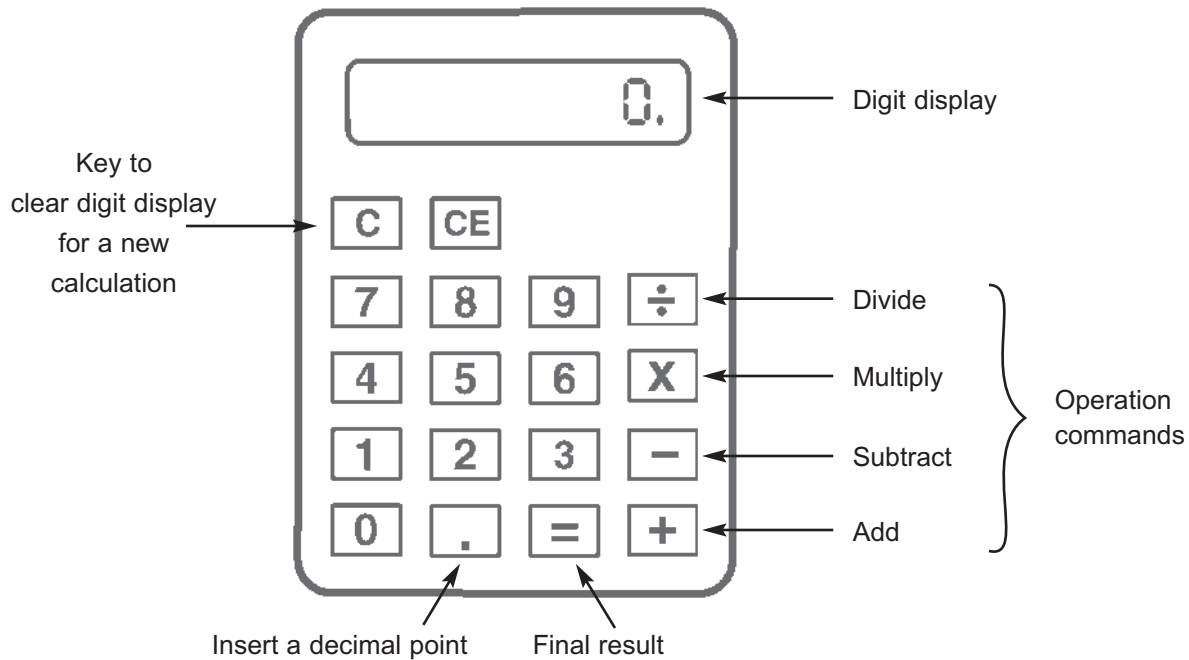 0.
Digit display
Key to
clear digit display
for a new
calculation
C CE
7 8 9 ÷
Divide
4 5 6 X
Multiply
Operation
commands
1 2 3 −
Subtract
0 . = +
Add
Insert a decimal point
Final result